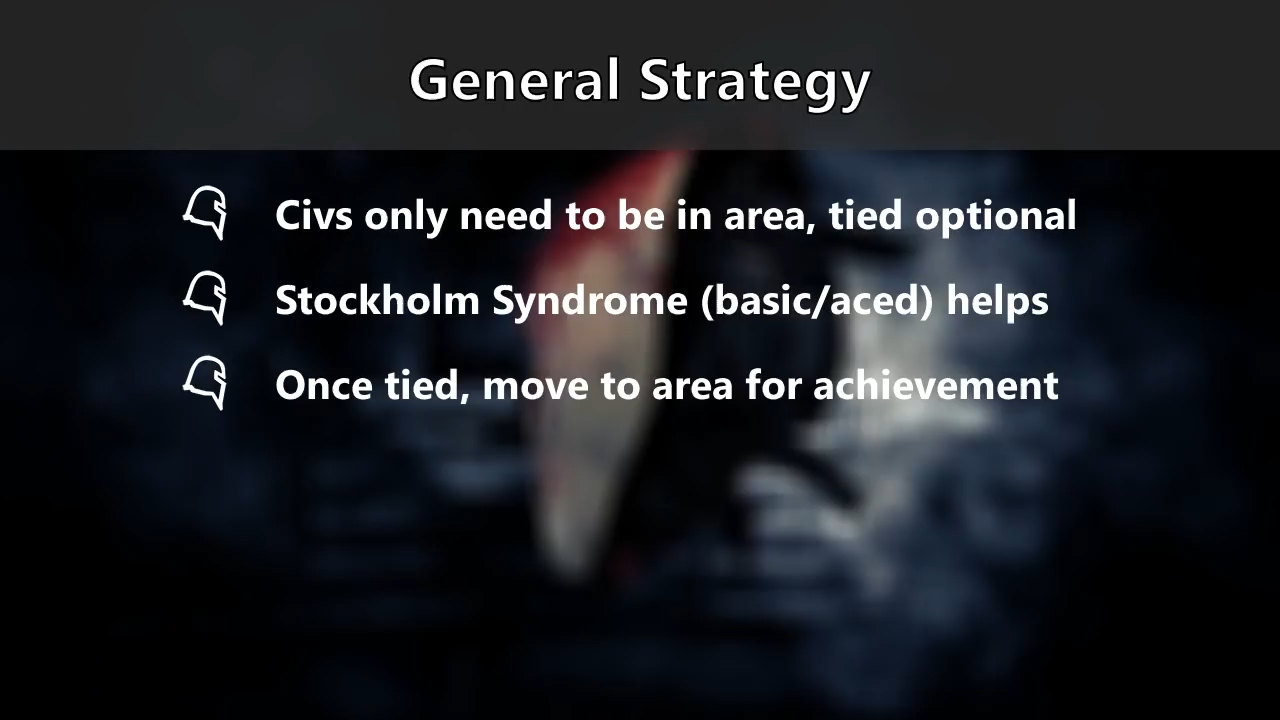 General Strategy
Civs only need to be in area, tied optional
Stockholm Syndrome (basic/aced) helps
Once tied, move to area for achievement